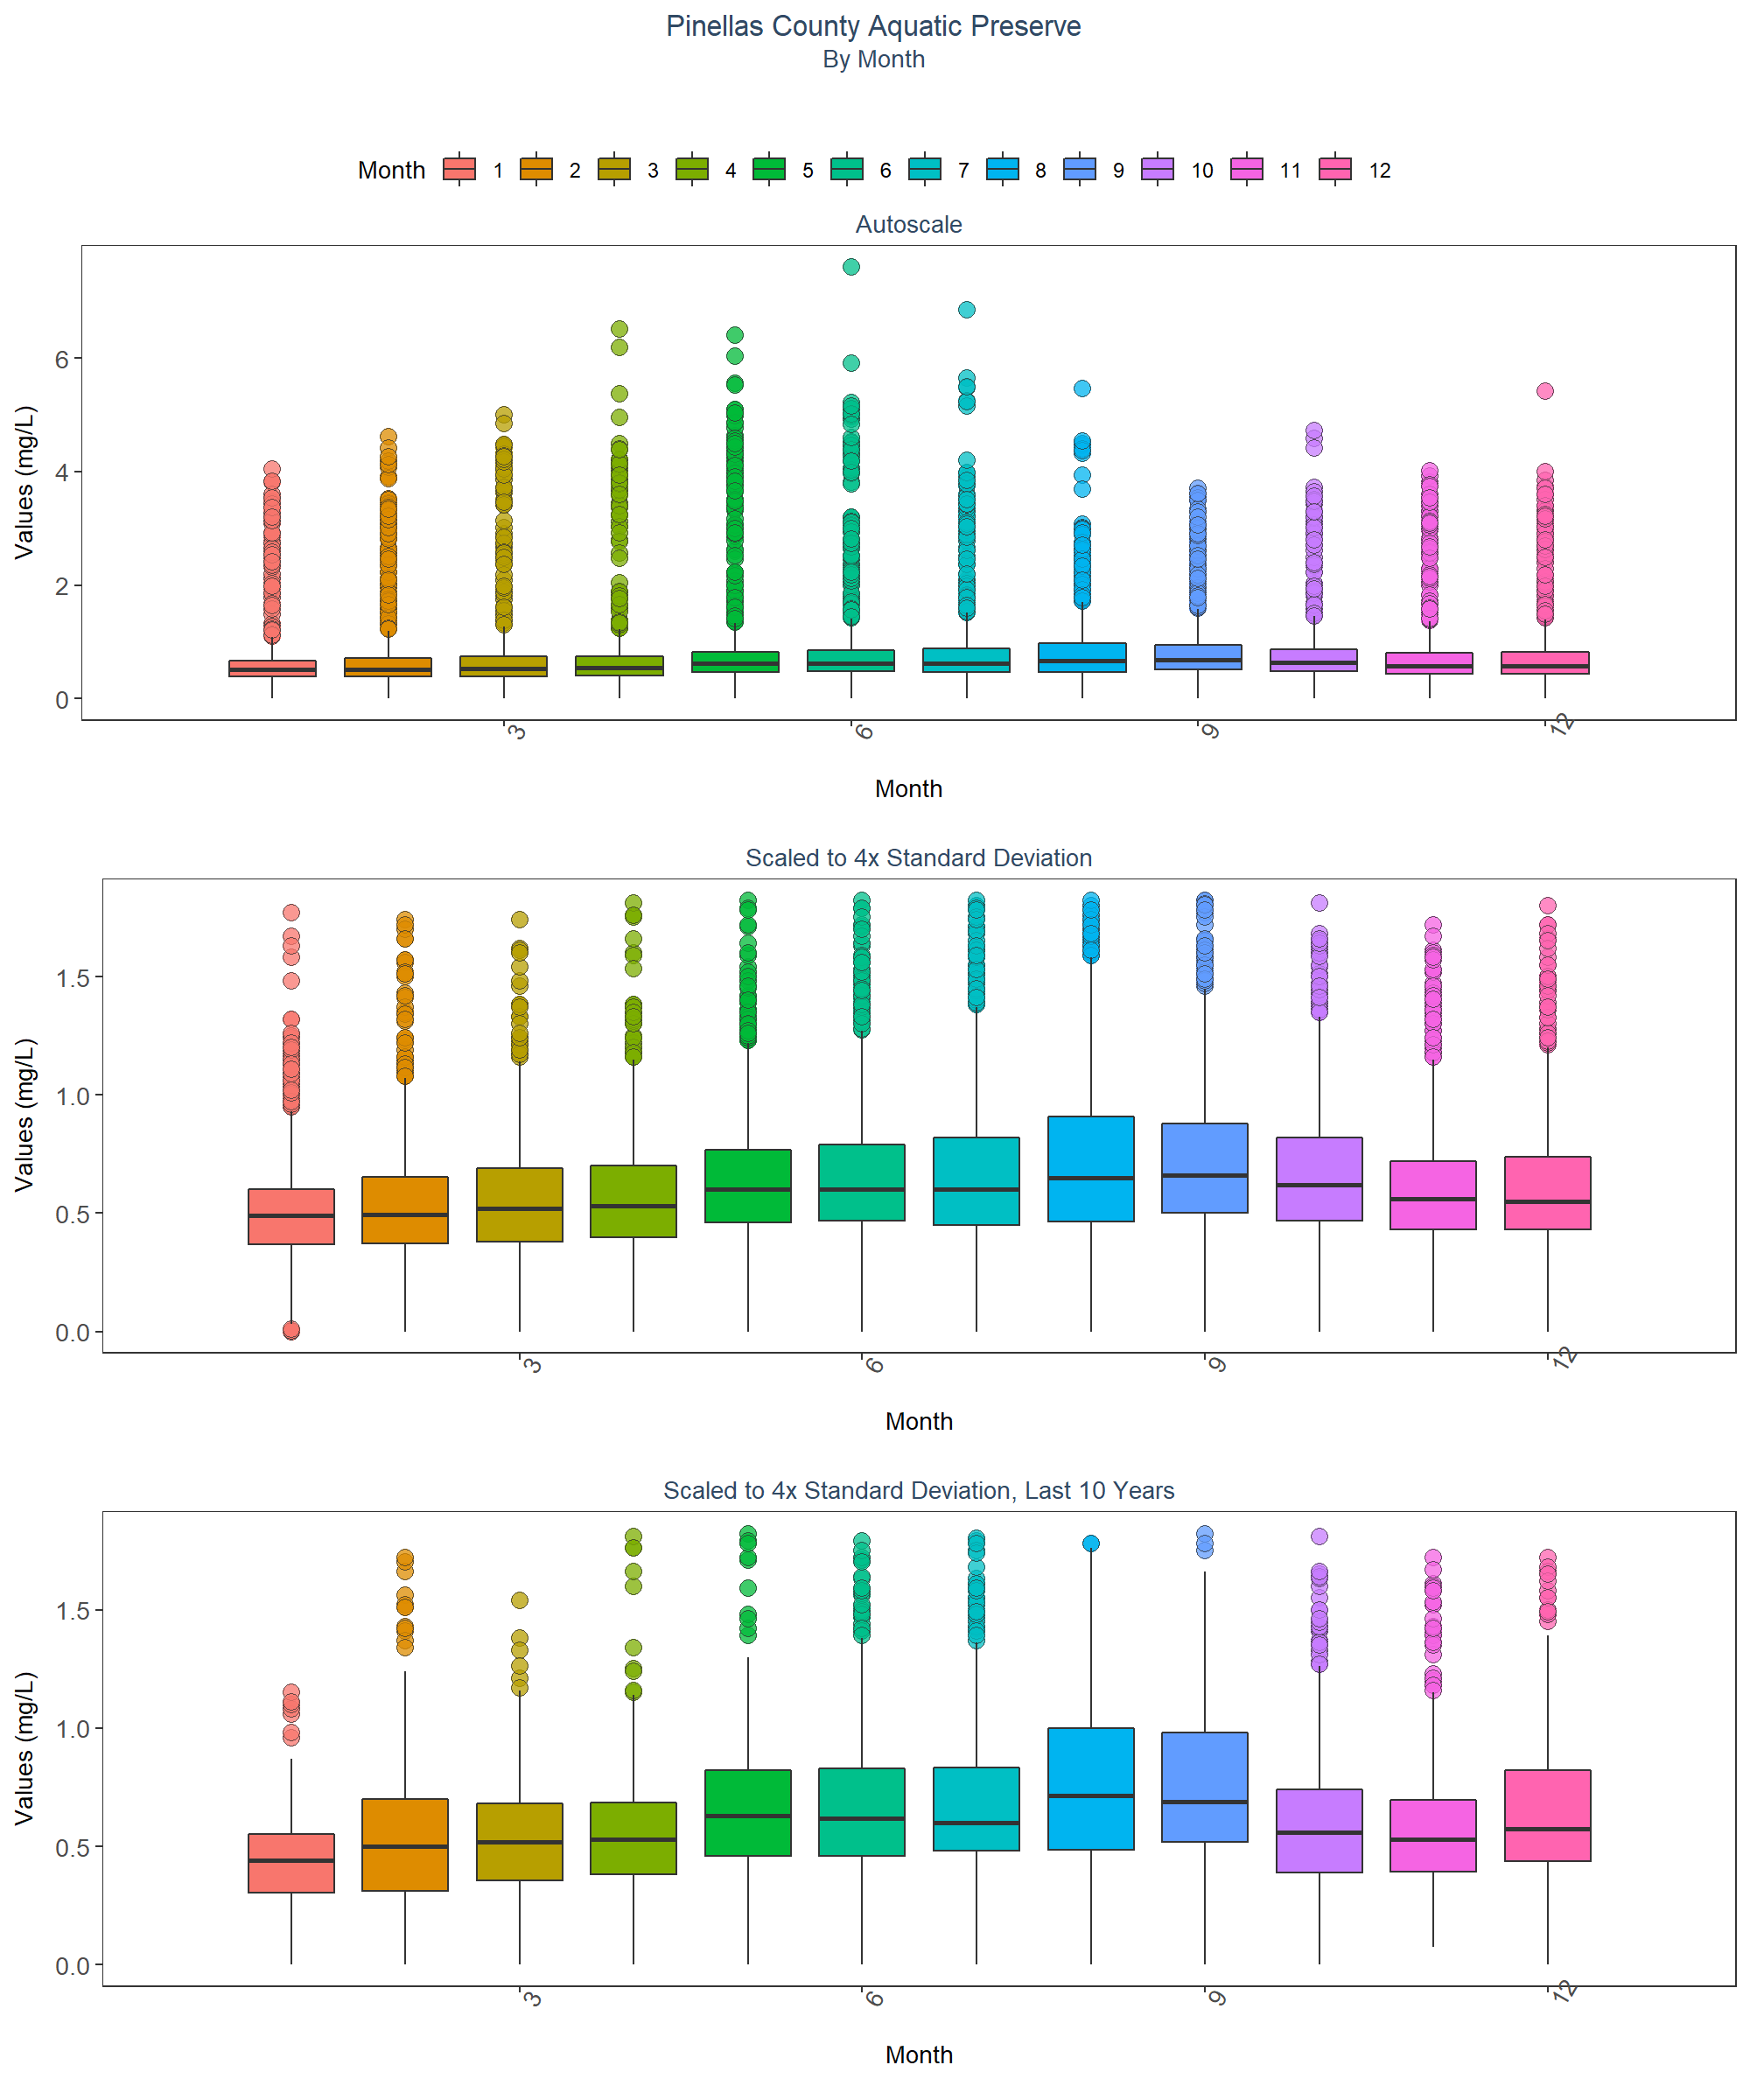 Pinellas County Aquatic Preserve
By Month
Month 1 2 3 4 5 6 7 8 9 10 11 12
Autoscale
Values (mg/L)
6
4
2
0
3 6 9 12
Month
Scaled to 4x Standard Deviation
Values (mg/L)
1.5
1.0
0.5
0.0
3 6 9 12
Month
Scaled to 4x Standard Deviation, Last 10 Years
Values (mg/L)
1.5
1.0
0.5
0.0
3 6 9 12
Month